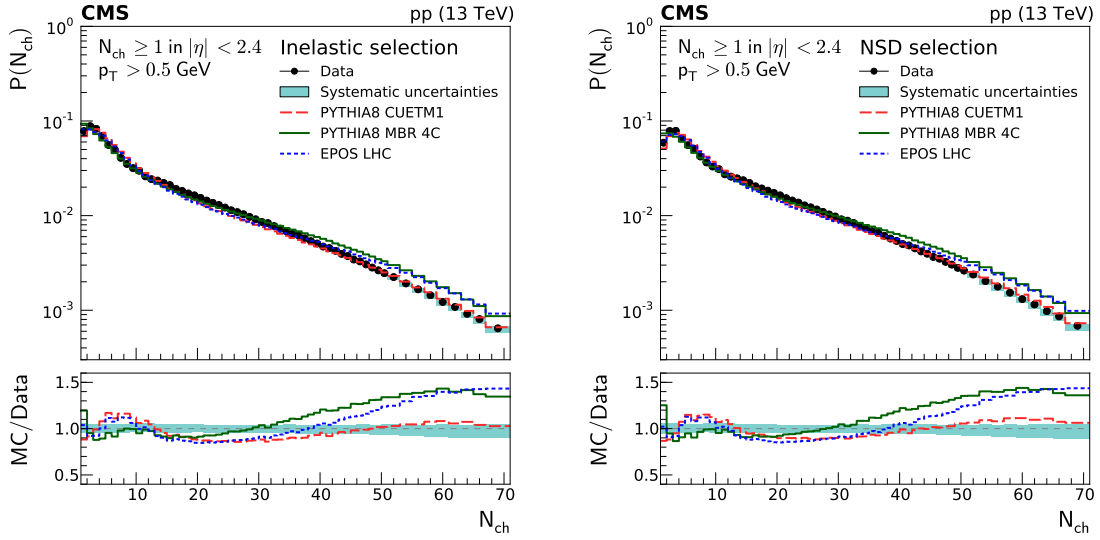 CMS pp (13 TeV)
P(N_ch)
10^0
10^-1
10^-2
10^-3
N_ch ≥ 1 in |η| < 2.4
p_T > 0.5 GeV
Inelastic selection
Data
Systematic uncertainties
PYTHIA8 CUETM1
PYTHIA8 MBR 4C
EPOS LHC
MC/Data
1.5
1.0
0.5
10 20 30 40 50 60 70
N_ch
CMS pp (13 TeV)
P(N_ch)
10^0
10^-1
10^-2
10^-3
N_ch ≥ 1 in |η| < 2.4
p_T > 0.5 GeV
NSD selection
Data
Systematic uncertainties
PYTHIA8 CUETM1
PYTHIA8 MBR 4C
EPOS LHC
MC/Data
1.5
1.0
0.5
10 20 30 40 50 60 70
N_ch